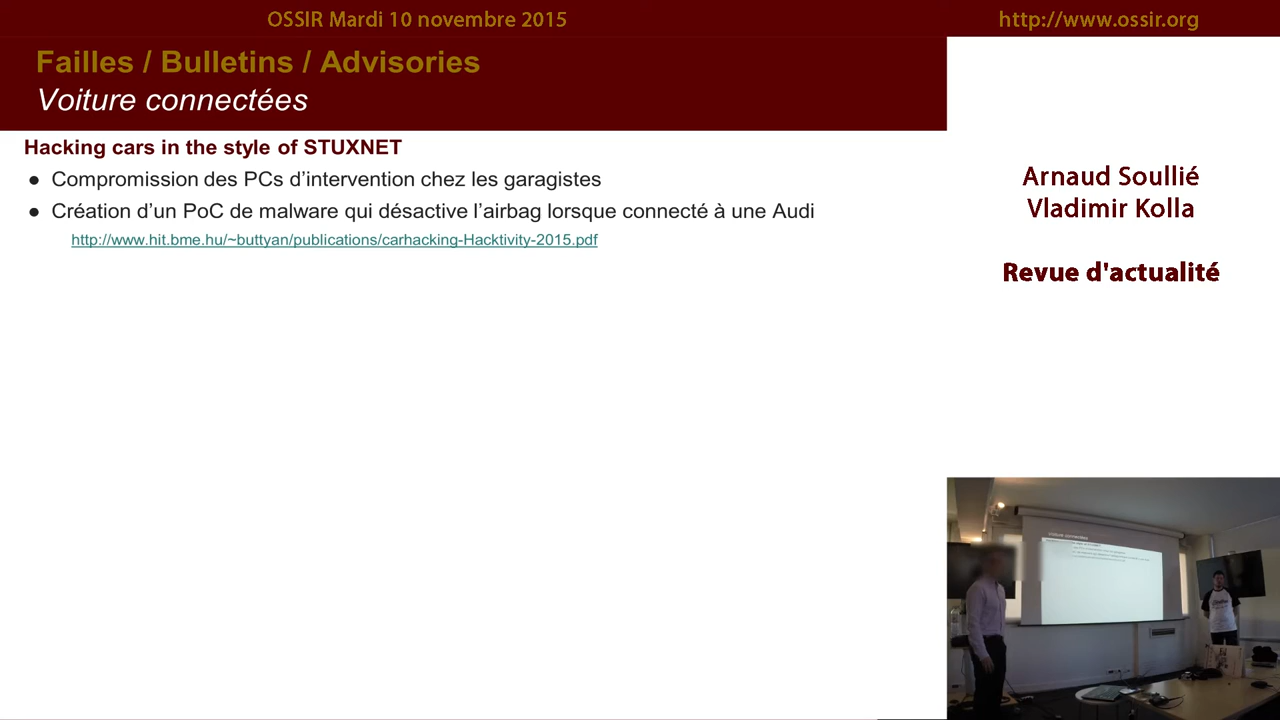 OSSIR Mardi 10 novembre 2015
http://www.ossir.org
Failles / Bulletins / Advisories
Voiture connectées
Hacking cars in the style of STUXNET
● Compromission des PCs d’intervention chez les garagistes
● Création d’un PoC de malware qui désactive l’airbag lorsque connecté à une Audi
http://www.hit.bme.hu/~buttyan/publications/carhacking-Hacktivity-2015.pdf
Arnaud Soullié
Vladimir Kolla
Revue d'actualité